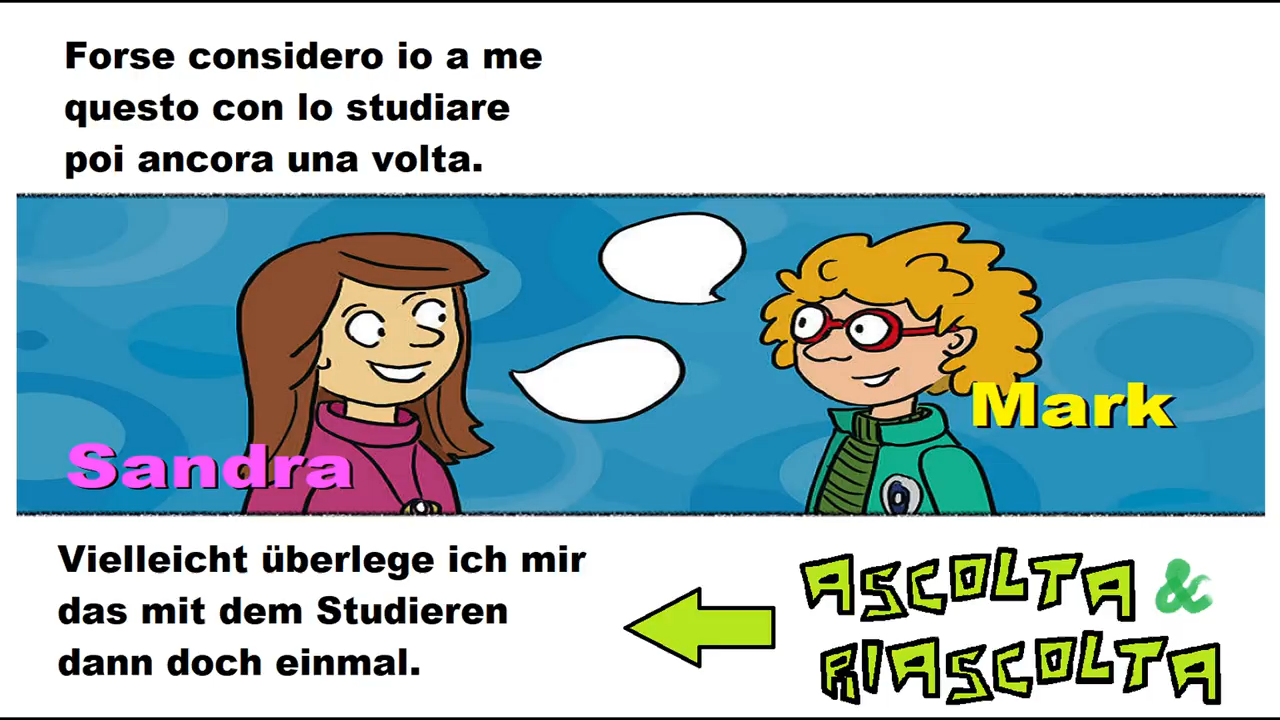 Forse considero io a me
questo con lo studiare
poi ancora una volta.
Sandra
Mark
Vielleicht überlege ich mir
das mit dem Studieren
dann doch einmal.
ASCOLTA &
RIASCOLTA